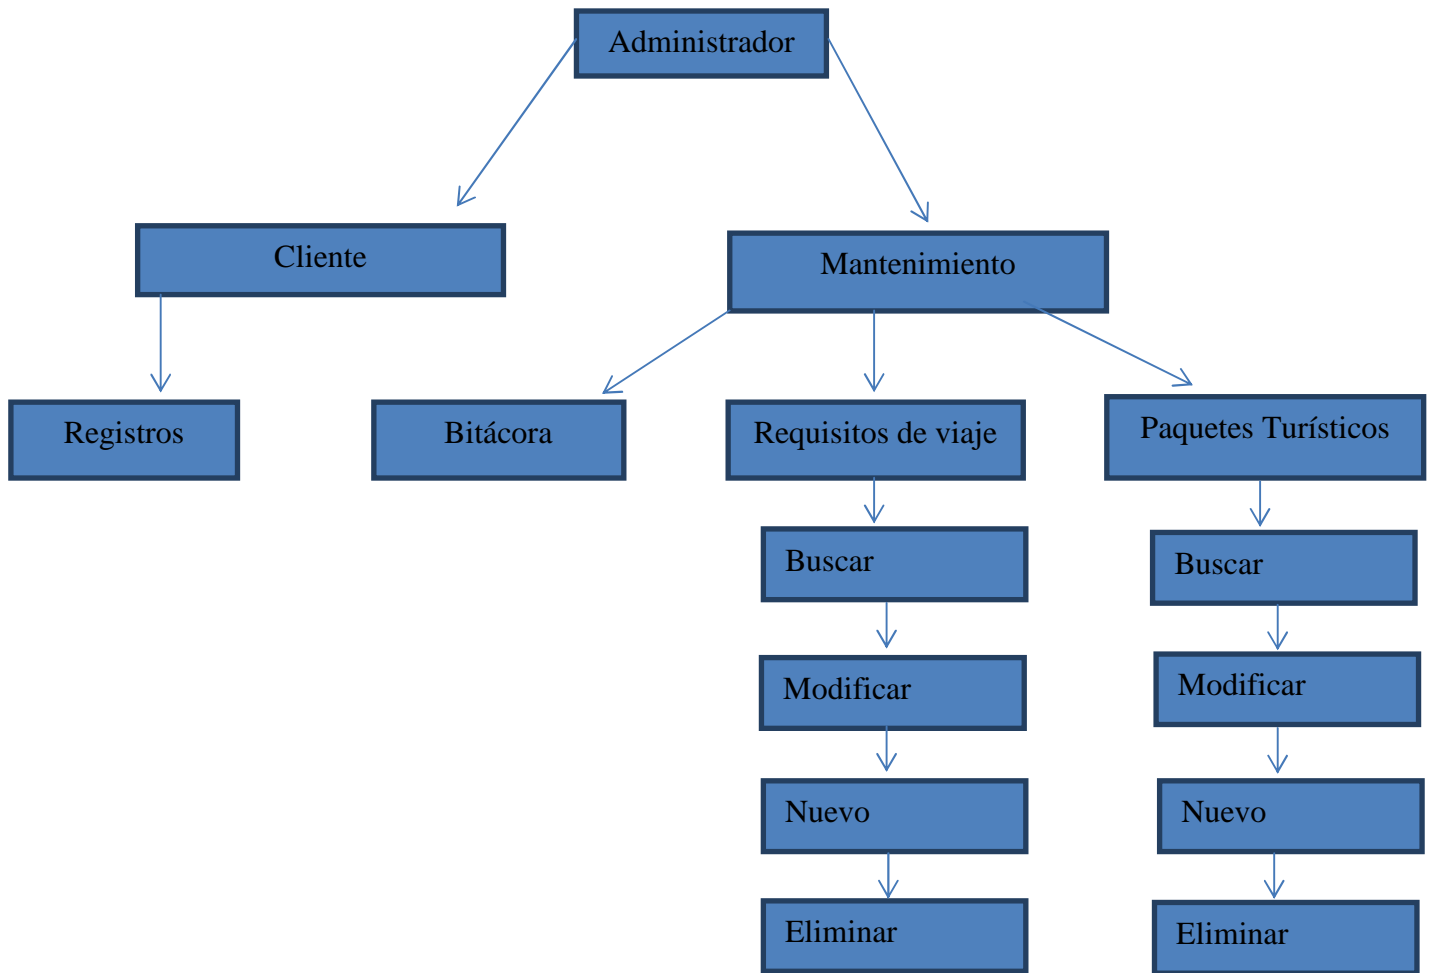 Administrador
Cliente
Mantenimiento
Registros
Bitácora
Requisitos de viaje
Paquetes Turísticos
Buscar
Buscar
Modificar
Modificar
Nuevo
Nuevo
Eliminar
Eliminar